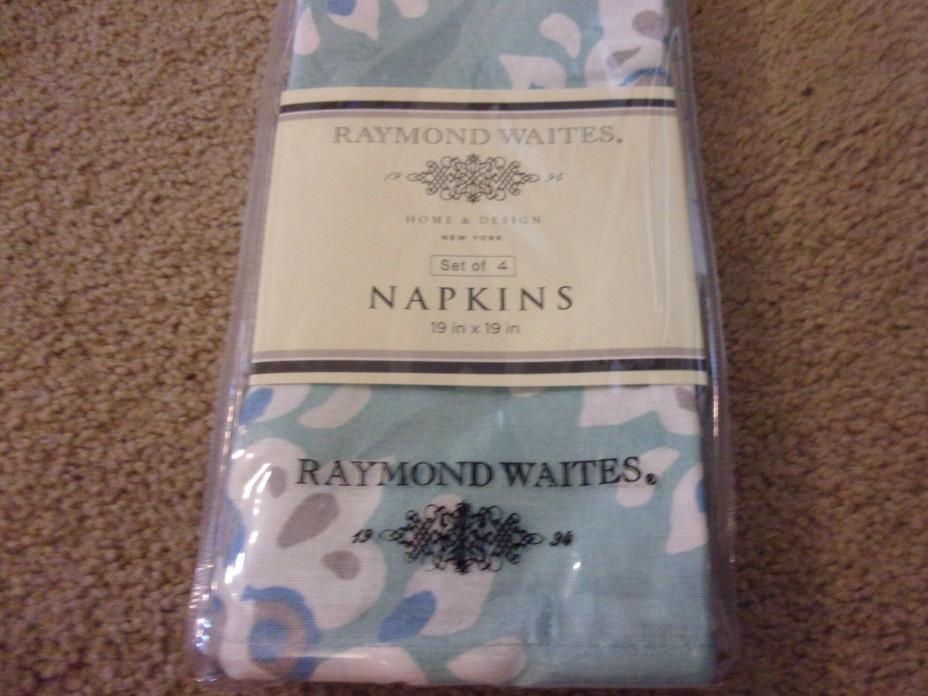 RAYMOND WAITES®
19 94
HOME & DESIGN
NEW YORK
Set of 4
NAPKINS
19 in x 19 in
RAYMOND WAITES®
19 94